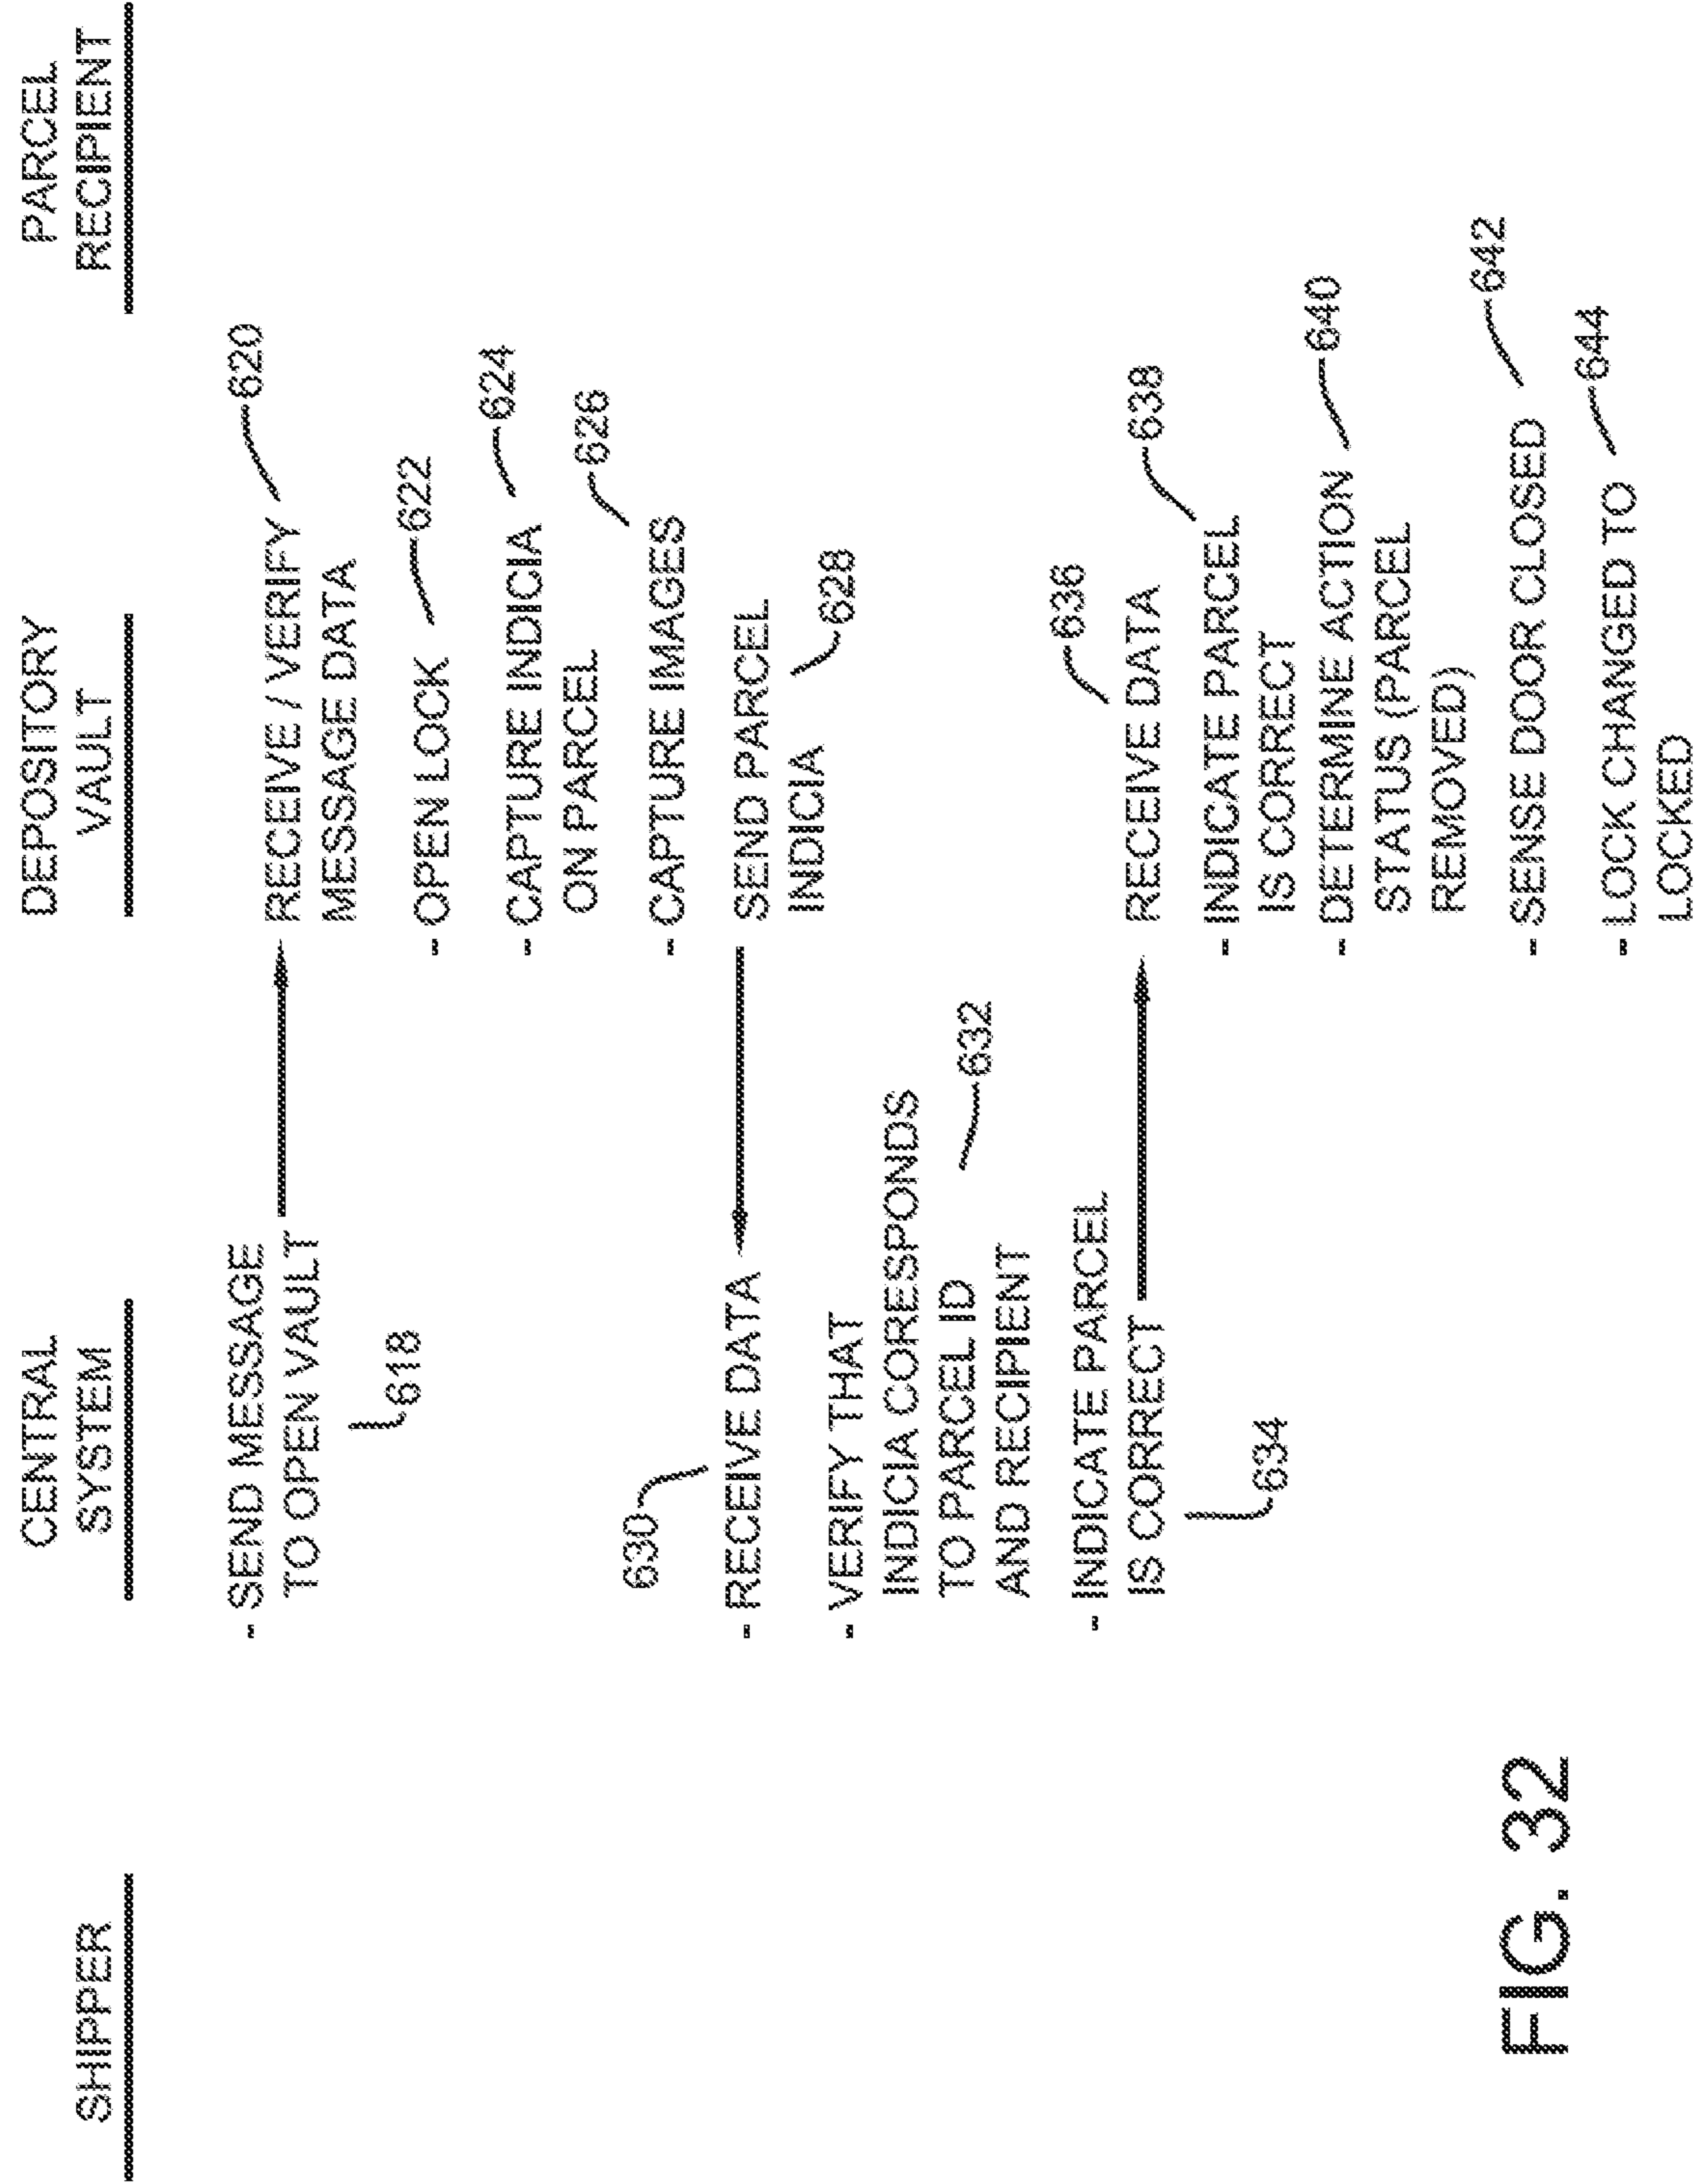 SHIPPER
CENTRAL
SYSTEM
DEPOSITORY
VAULT
PARCEL
RECIPIENT
- SEND MESSAGE
TO OPEN VAULT
618
RECEIVE / VERIFY
MESSAGE DATA
620
- OPEN LOCK
622
- CAPTURE INDICIA
ON PARCEL
624
- CAPTURE IMAGES
626
SEND PARCEL
INDICIA
628
630
- RECEIVE DATA
- VERIFY THAT
INDICIA CORESPONDS
TO PARCEL ID
AND RECIPIENT
632
- INDICATE PARCEL
IS CORRECT
634
636
RECEIVE DATA
- INDICATE PARCEL
IS CORRECT
638
- DETERMINE ACTION
STATUS (PARCEL
REMOVED)
640
- SENSE DOOR CLOSED
642
- LOCK CHANGED TO
LOCKED
644
FIG. 32